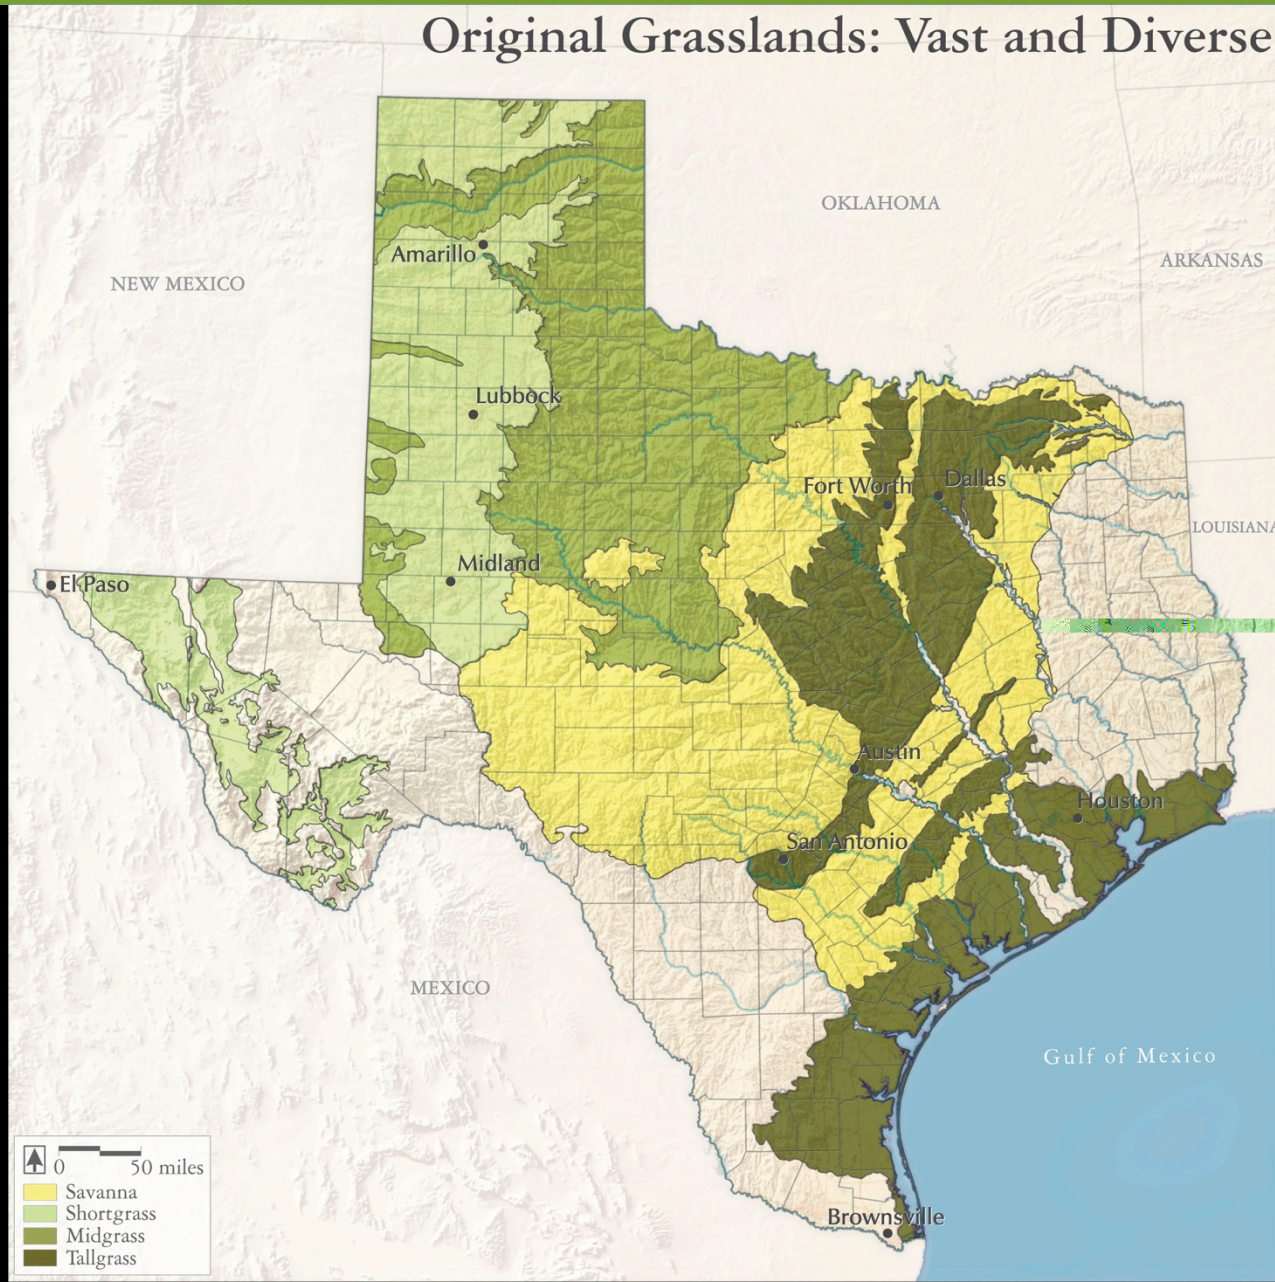 Original Grasslands: Vast and Diverse
OKLAHOMA
ARKANSAS
NEW MEXICO
Amarillo
Lubbock
Fort Worth
Dallas
LOUISIANA
Midland
El Paso
Austin
Houston
San Antonio
MEXICO
Gulf of Mexico
0 50 miles
Savanna
Shortgrass
Midgrass
Tallgrass
Brownsville